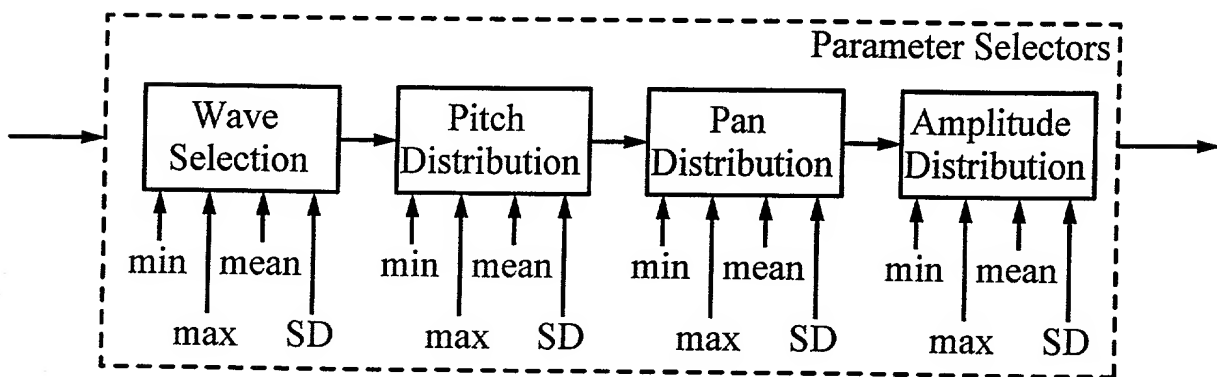 Parameter Selectors
Wave
Selection
Pitch
Distribution
Pan
Distribution
Amplitude
Distribution
min
mean
max
SD
min
mean
max
SD
min
mean
max
SD
min
mean
max
SD